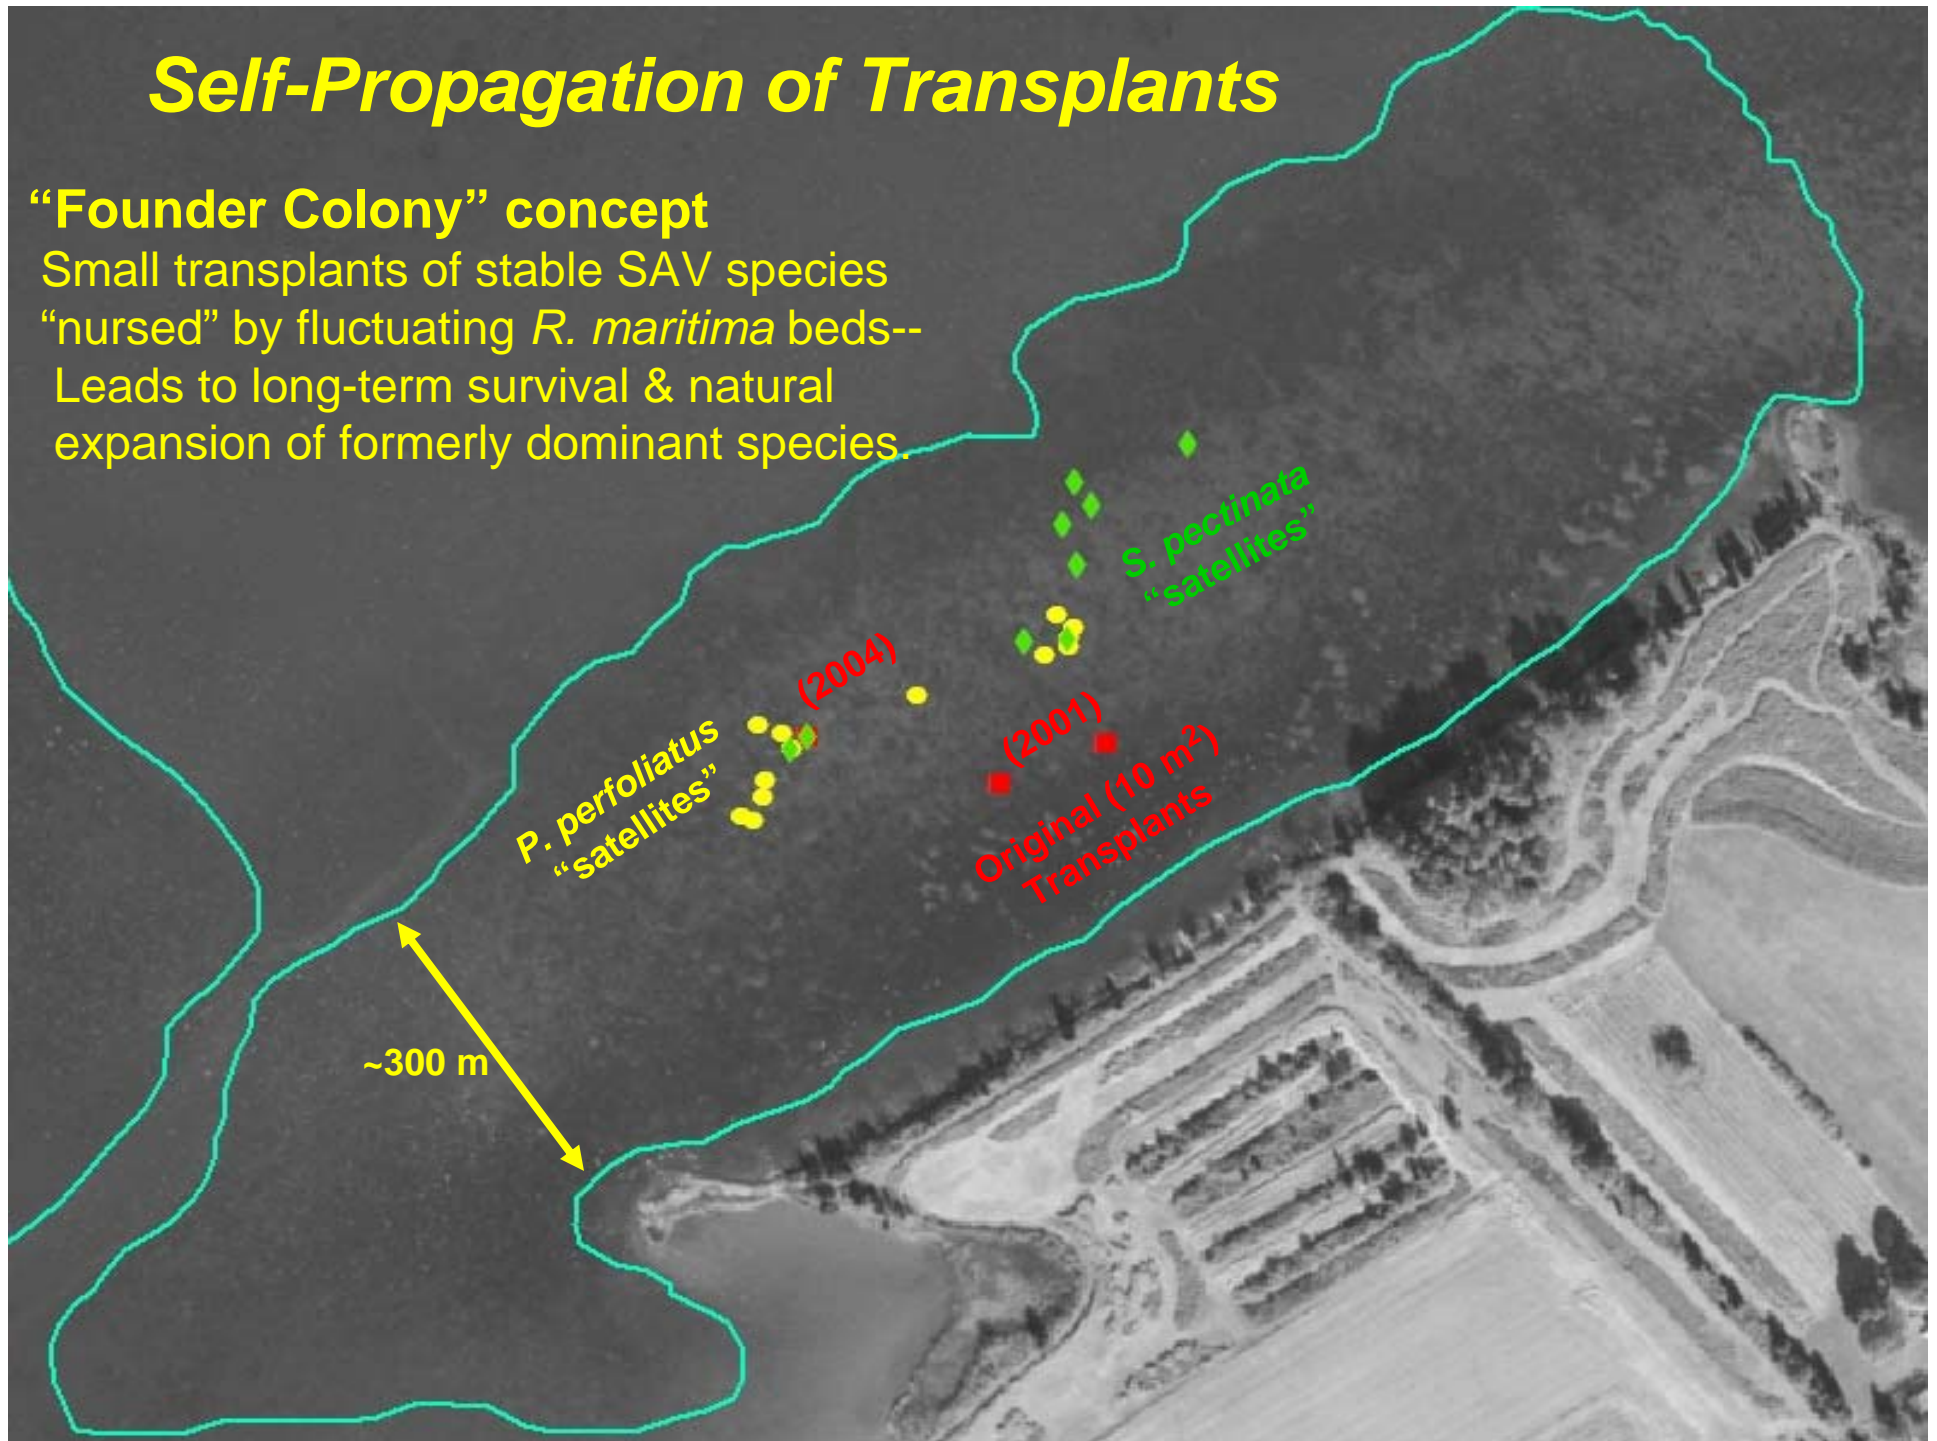 Self-Propagation of Transplants
“Founder Colony” concept
Small transplants of stable SAV species
“nursed” by fluctuating R. maritima beds--
Leads to long-term survival & natural
expansion of formerly dominant species.
S. pectinata
“satellites”
(2004)
P. perfoliatus
“satellites”
(2001)
Original (10 m²)
Transplants
~300 m